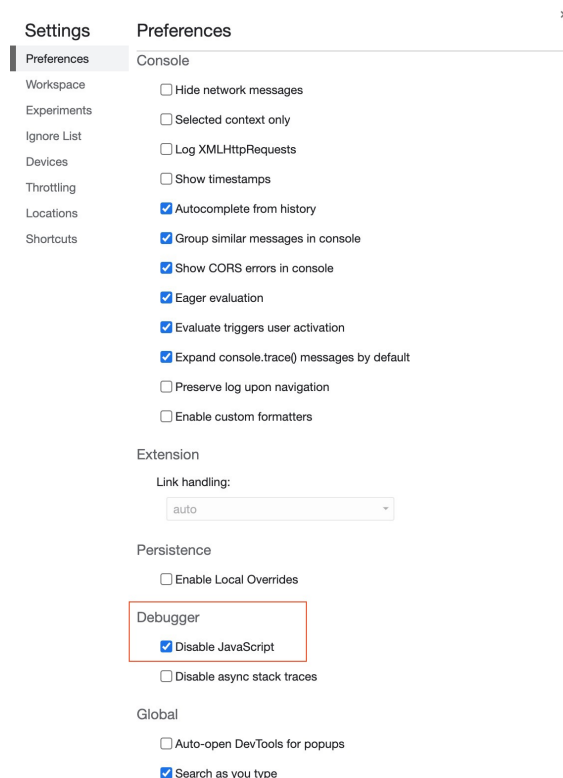 Settings
Preferences
Workspace
Experiments
Ignore List
Devices
Throttling
Locations
Shortcuts
Preferences
Console
Hide network messages
Selected context only
Log XMLHttpRequests
Show timestamps
Autocomplete from history
Group similar messages in console
Show CORS errors in console
Eager evaluation
Evaluate triggers user activation
Expand console.trace() messages by default
Preserve log upon navigation
Enable custom formatters
Extension
Link handling:
auto
Persistence
Enable Local Overrides
Debugger
Disable JavaScript
Disable async stack traces
Global
Auto-open DevTools for popups
Search as you type